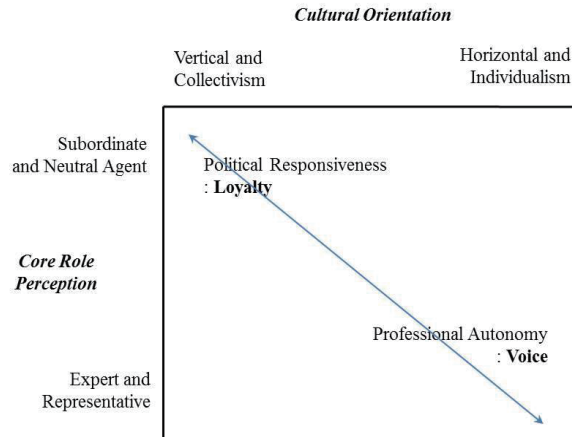 Cultural Orientation
Vertical and
Collectivism
Horizontal and
Individualism
Subordinate
and Neutral Agent
Political Responsiveness
: Loyalty
Core Role
Perception
Professional Autonomy
: Voice
Expert and
Representative